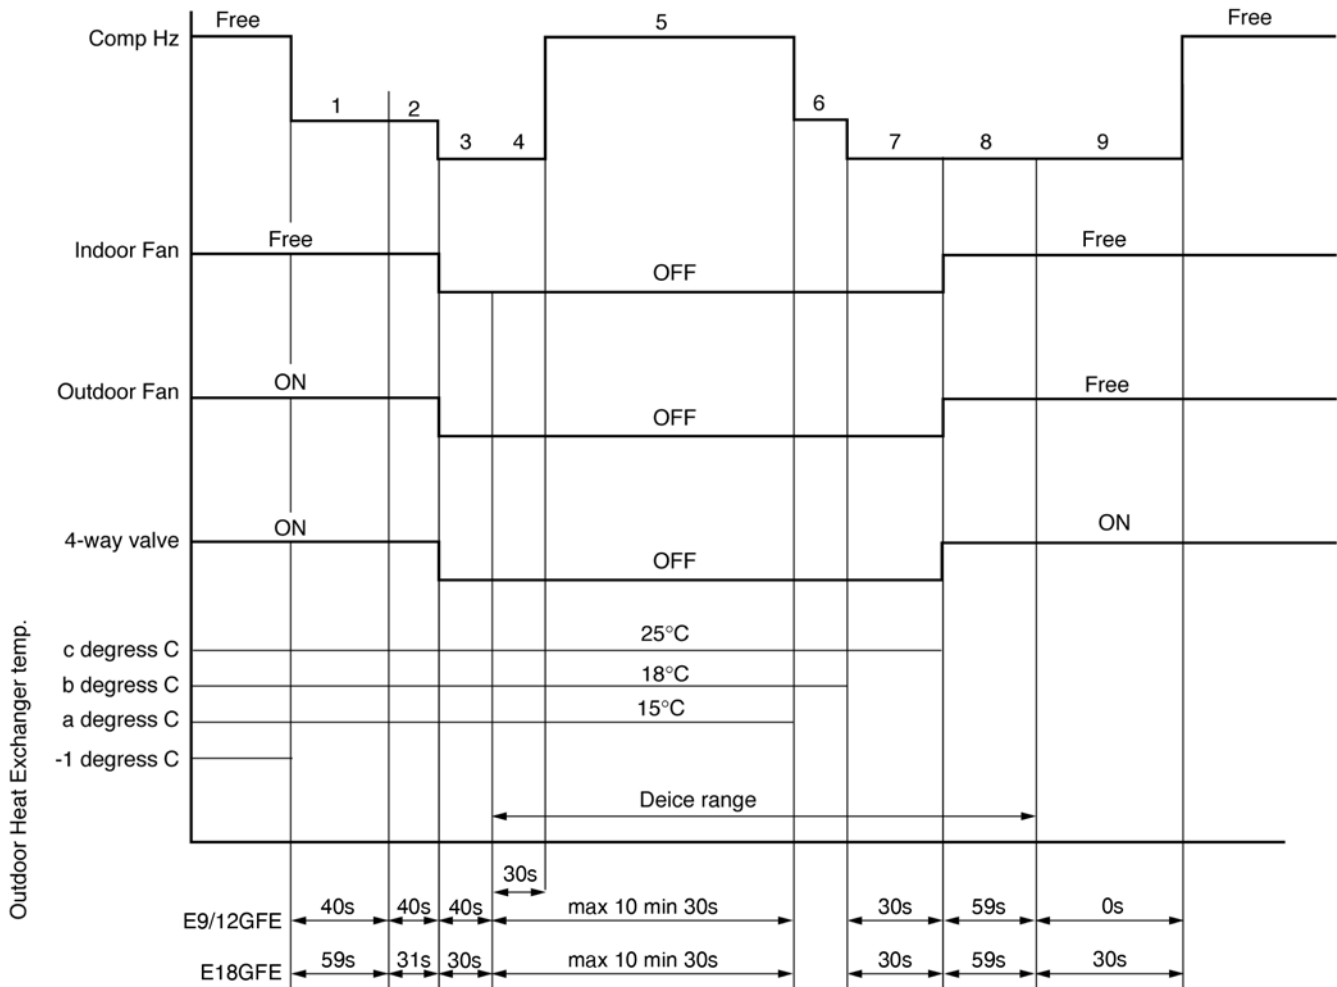 Free
5
Free
Comp Hz
1
2
6
3
4
7
8
9
Free
Free
Indoor Fan
OFF
ON
Free
Outdoor Fan
OFF
ON
ON
4-way valve
OFF
25°C
c degress C
18°C
b degress C
15°C
a degress C
-1 degress C
Outdoor Heat Exchanger temp.
Deice range
30s
E9/12GFE 40s 40s 40s max 10 min 30s 30s 59s 0s
E18GFE 59s 31s 30s max 10 min 30s 30s 59s 30s